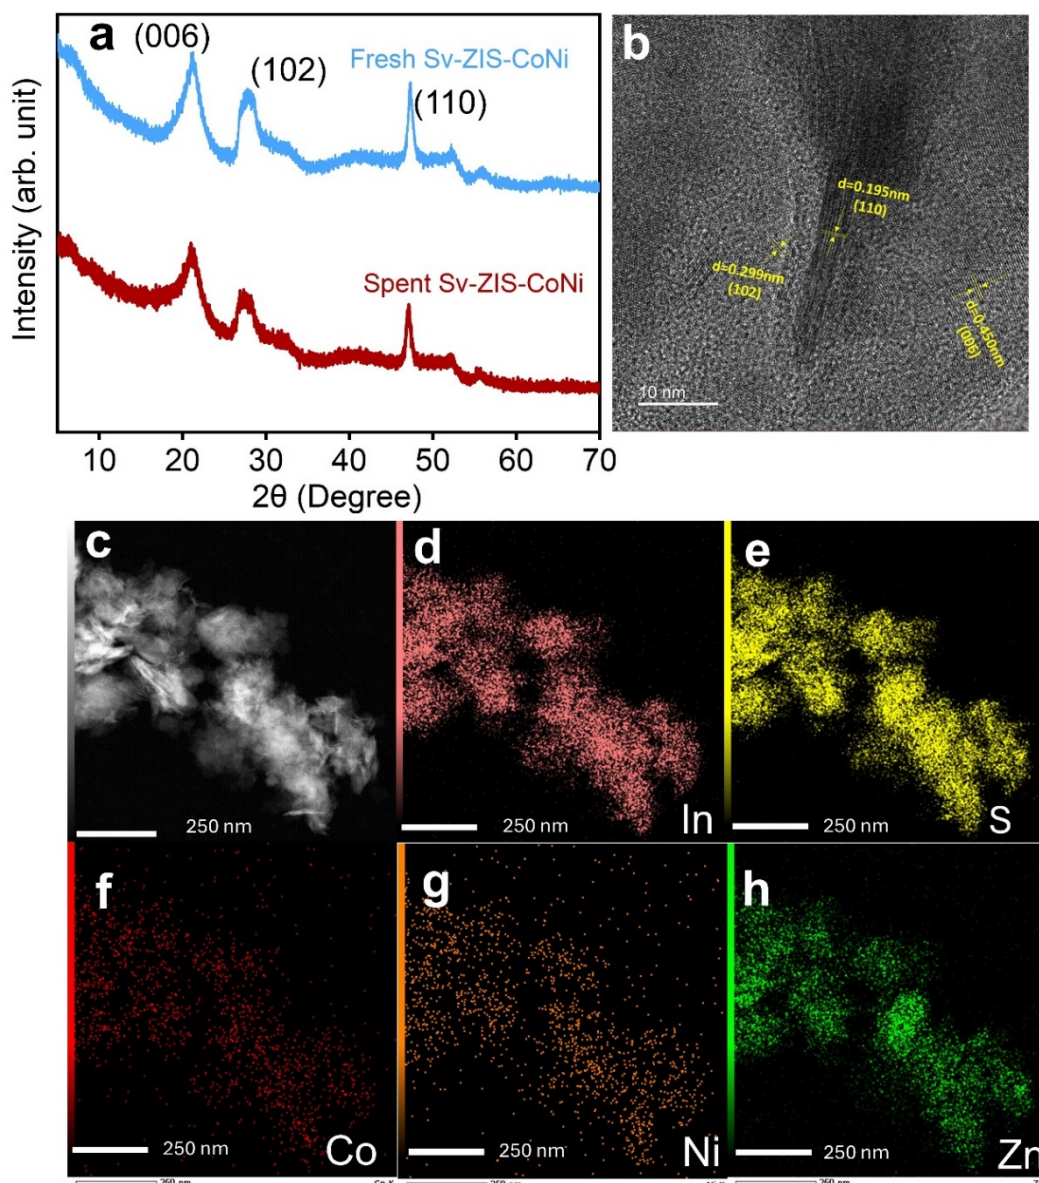 a
(006)
(102)
Fresh Sv-ZIS-CoNi
(110)
Spent Sv-ZIS-CoNi
Intensity (arb. unit)
10 20 30 40 50 60 70
2θ (Degree)
b
d=0.195nm
(110)
d=0.299nm
(102)
d=0.450nm
(006)
10 nm
c
250 nm
d
250 nm
In
e
250 nm
S
f
250 nm
Co
g
250 nm
Ni
h
250 nm
Zn